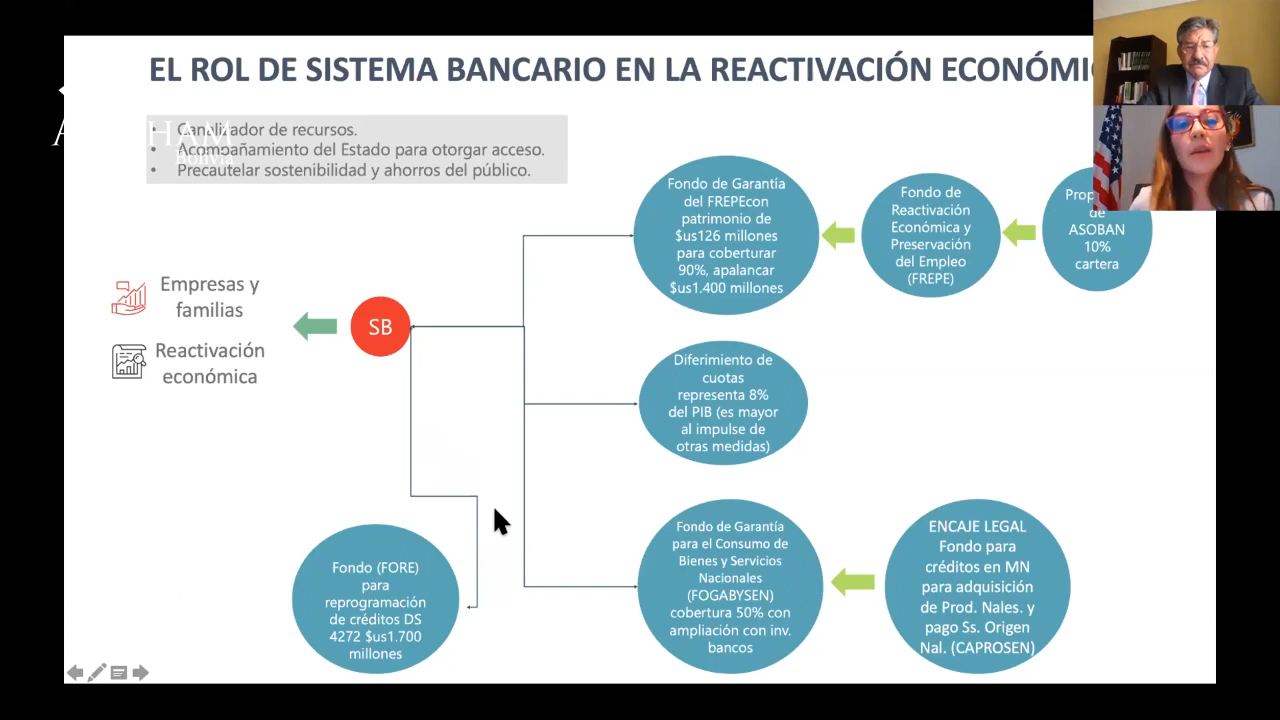 EL ROL DE SISTEMA BANCARIO EN LA REACTIVACIÓN ECONÓMI
HAM
Bolivia
• Canalizador de recursos.
• Acompañamiento del Estado para otorgar acceso.
• Precautelar sostenibilidad y ahorros del público.
Fondo de Garantía
del FREPEcon
patrimonio de
$us126 millones
para coberturar
90%, apalancar
$us1.400 millones
Fondo de
Reactivación
Económica y
Preservación
del Empleo
(FREPE)
de
ASOBAN
10%
cartera
Empresas y
familias
Reactivación
económica
SB
Diferimiento de
cuotas
representa 8%
del PIB (es mayor
al impulse de
otras medidas)
Fondo (FORE)
para
reprogramación
de créditos DS
4272 $us1.700
millones
Fondo de Garantía
para el Consumo de
Bienes y Servicios
Nacionales
(FOGABYSEN)
cobertura 50% con
ampliación con inv.
bancos
ENCAJE LEGAL
Fondo para
créditos en MN
para adquisición
de Prod. Nales. y
pago Ss. Origen
Nal. (CAPROSEN)